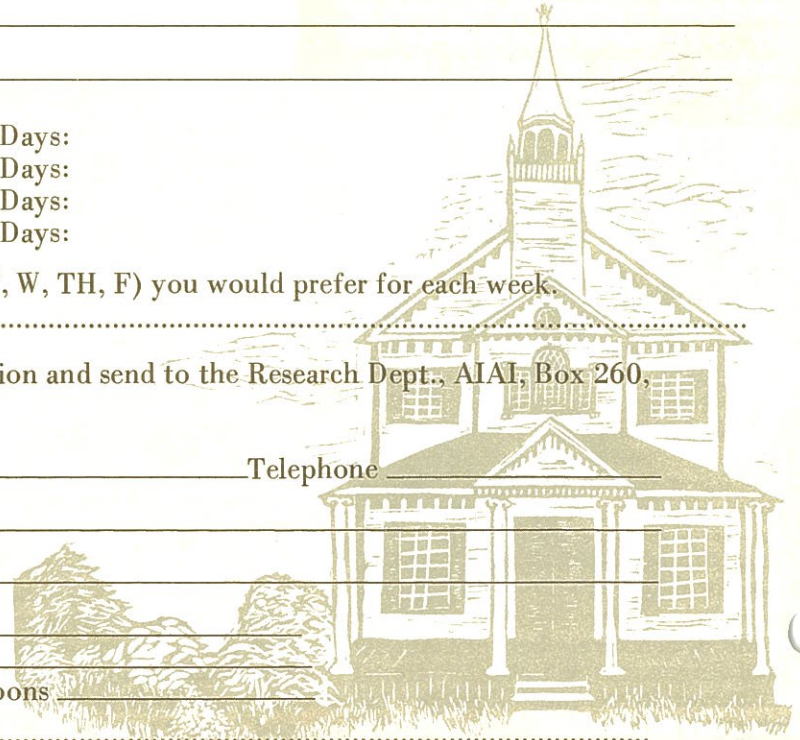 Days:
Days:
Days:
Days:
, W, TH, F) you would prefer for each week.
ion and send to the Research Dept., AIAI, Box 260,
Telephone
oons